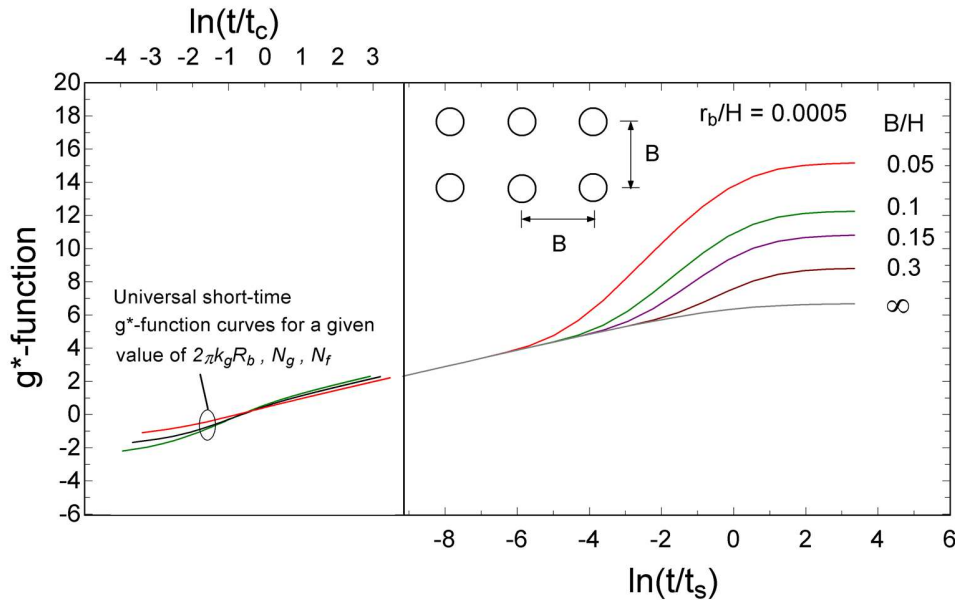 ln(t/tc)
-4 -3 -2 -1 0 1 2 3
20
18
16
14
12
10
8
6
4
2
0
-2
-4
-6
g*-function
Universal short-time
g*-function curves for a given
value of 2πkgRb , Ng , Nf
B
B
rb/H = 0.0005
B/H
0.05
0.1
0.15
0.3
∞
-8 -6 -4 -2 0 2 4 6
ln(t/ts)